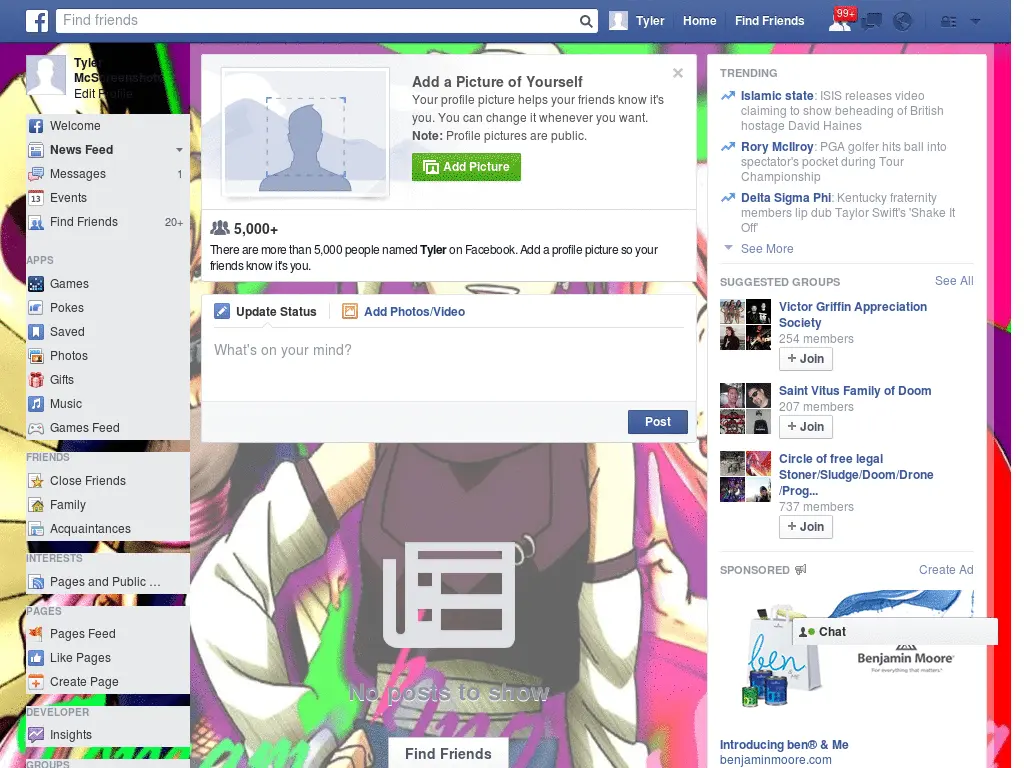 Find friends
Tyler
Home
Find Friends
99+
Tyler
McScreenshots
Edit Profile
Welcome
News Feed
Messages 1
13 Events
Find Friends 20+
APPS
Games
Pokes
Saved
Photos
Gifts
Music
Games Feed
FRIENDS
Close Friends
Family
Acquaintances
INTERESTS
Pages and Public ...
PAGES
Pages Feed
Like Pages
Create Page
DEVELOPER
Insights
GROUPS
Add a Picture of Yourself
Your profile picture helps your friends know it's
you. You can change it whenever you want.
Note: Profile pictures are public.
Add Picture
5,000+
There are more than 5,000 people named Tyler on Facebook. Add a profile picture so your
friends know it's you.
Update Status
Add Photos/Video
What's on your mind?
Post
No posts to show
Find Friends
TRENDING
Islamic state: ISIS releases video
claiming to show beheading of British
hostage David Haines
Rory McIlroy: PGA golfer hits ball into
spectator's pocket during Tour
Championship
Delta Sigma Phi: Kentucky fraternity
members lip dub Taylor Swift's 'Shake It
Off'
See More
SUGGESTED GROUPS See All
Victor Griffin Appreciation
Society
254 members
+ Join
Saint Vitus Family of Doom
207 members
+ Join
Circle of free legal
Stoner/Sludge/Doom/Drone
/Prog...
737 members
+ Join
SPONSORED Create Ad
Chat
ben
Benjamin Moore®
For everything that matters.
Introducing ben® & Me
benjaminmoore.com